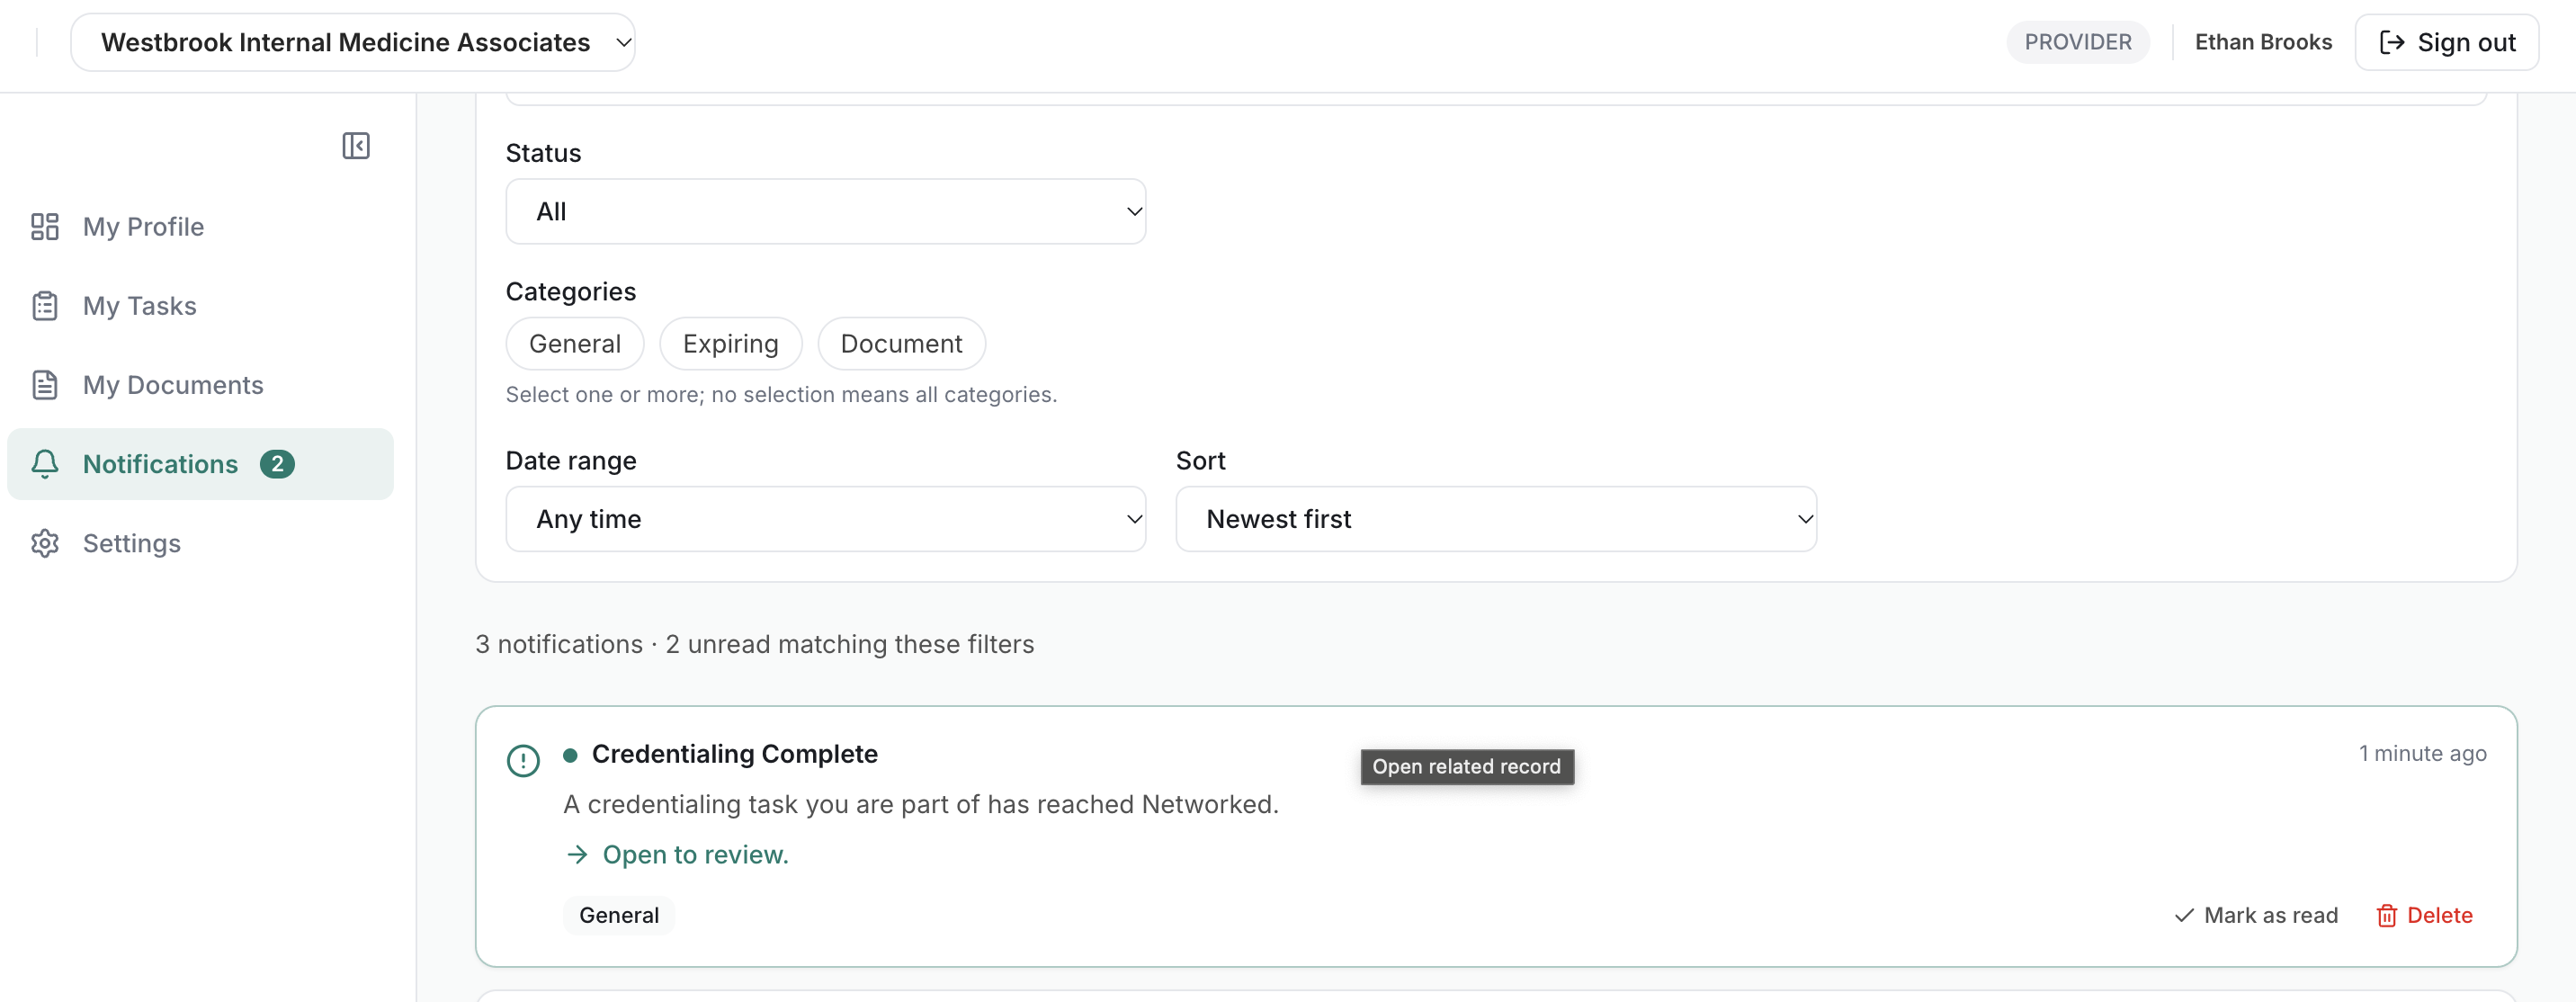 Westbrook Internal Medicine Associates
PROVIDER
Ethan Brooks
Sign out
My Profile
My Tasks
My Documents
Notifications 2
Settings
Status
All
Categories
General Expiring Document
Select one or more; no selection means all categories.
Date range
Any time
Sort
Newest first
3 notifications · 2 unread matching these filters
Credentialing Complete
Open related record
1 minute ago
A credentialing task you are part of has reached Networked.
→ Open to review.
General
Mark as read
Delete